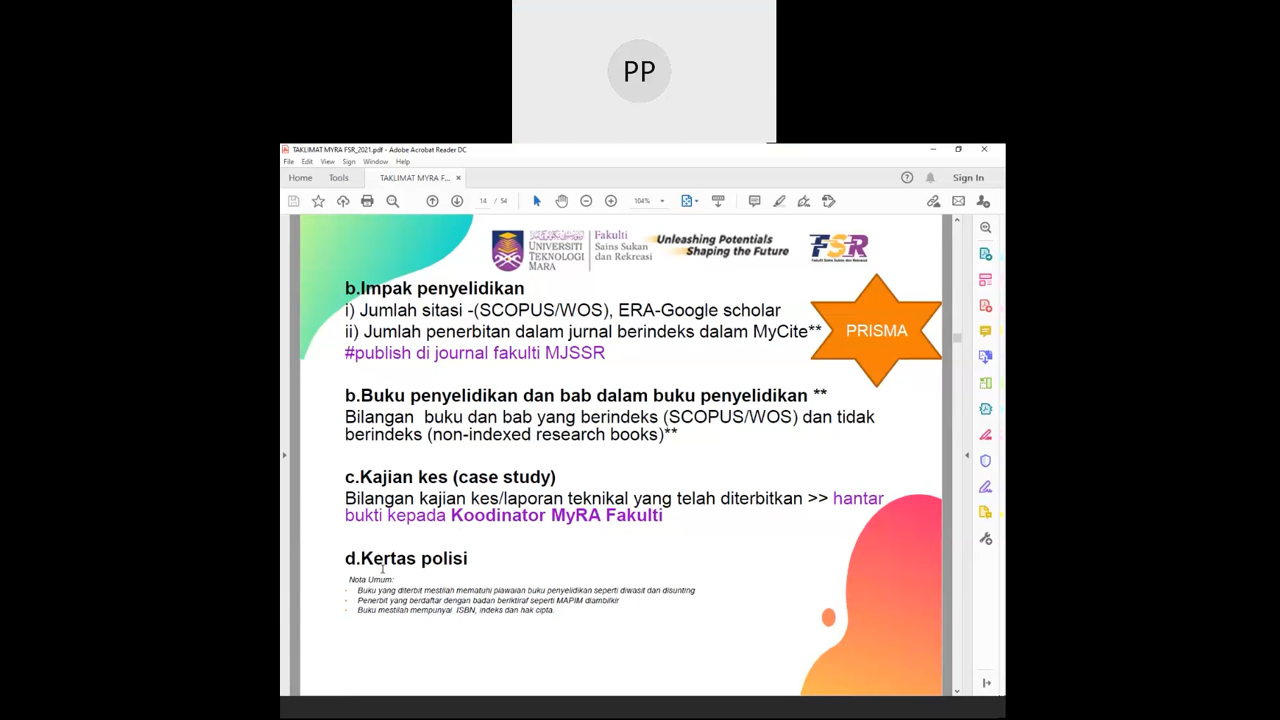 PP
TAKLIMAT MYRA FSR_2021.pdf - Adobe Acrobat Reader DC
File Edit View Sign Window Help
Home Tools TAKLIMAT MYRA F... × Sign In
14 / 54 104%
UNIVERSITI
TEKNOLOGI
MARA
Fakulti
Sains Sukan
dan Rekreasi
Unleashing Potentials
Shaping the Future
FSR
Fakulti Sains Sukan dan Rekreasi
b.Impak penyelidikan
i) Jumlah sitasi -(SCOPUS/WOS), ERA-Google scholar
ii) Jumlah penerbitan dalam jurnal berindeks dalam MyCite**
#publish di journal fakulti MJSSR
PRISMA
b.Buku penyelidikan dan bab dalam buku penyelidikan **
Bilangan buku dan bab yang berindeks (SCOPUS/WOS) dan tidak
berindeks (non-indexed research books)**
c.Kajian kes (case study)
Bilangan kajian kes/laporan teknikal yang telah diterbitkan >> hantar
bukti kepada Koodinator MyRA Fakulti
d.Kertas polisi
Nota Umum:
· Buku yang diterbit mestilah mematuhi piawaian buku penyelidikan seperti diwasit dan disunting
· Penerbit yang berdaftar dengan badan beriktiraf seperti MAPIM diambilkir
· Buku mestilah mempunyai ISBN, indeks dan hak cipta.